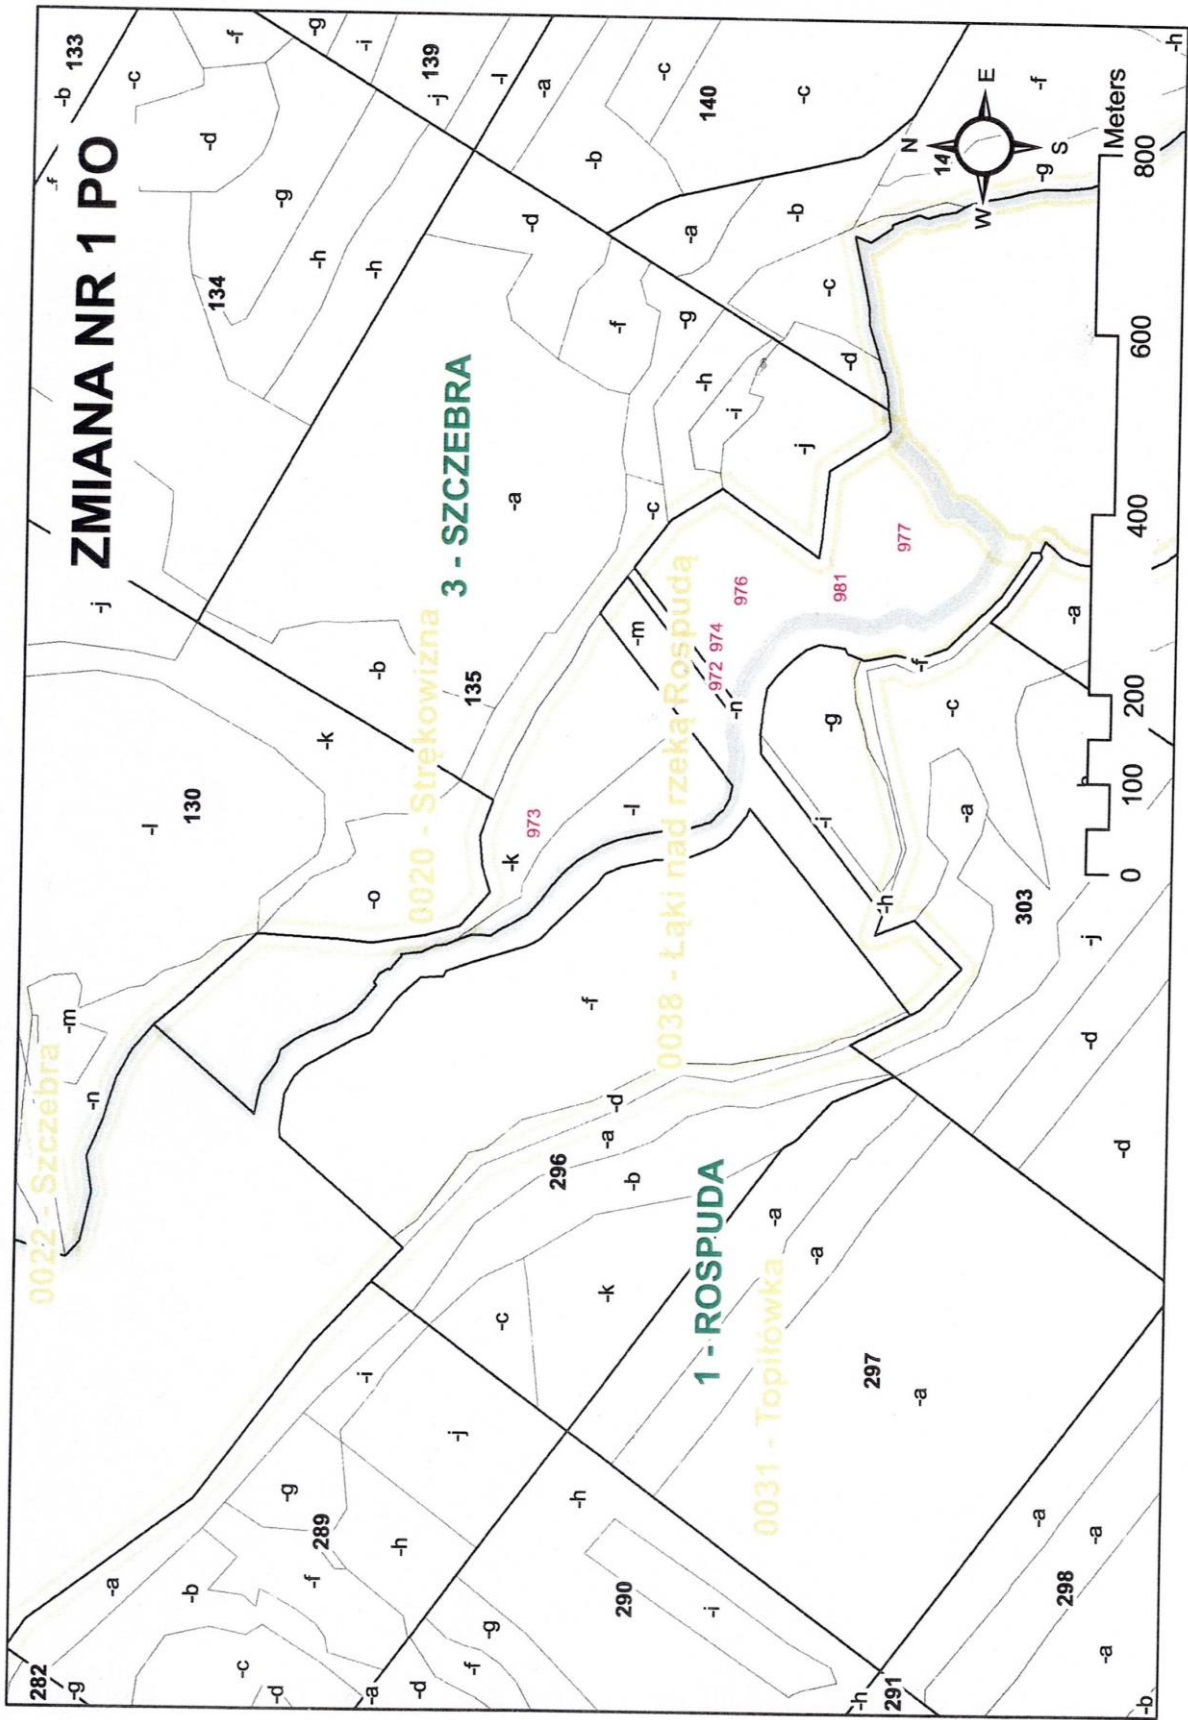 ZMIANA NR 1 PO
133
-b
-c
-f
-g
-i
-f
139
-j
-l
-d
-g
-a
-c
140
-c
-b
134
-h
-h
-d
-a
-b
-f
14
-g
-h
N
E
S
W
-j
3 - SZCZEBRA
-a
-f
-g
-h
-i
-c
-d
-j
-c
130
-l
-k
-b
135
0020 - Strękowizna
-m
972
974
976
981
977
-n
973
-k
-l
-o
0038 - Łąki nad rzeką Rospudą
-g
-f
-c
-a
-i
-h
-a
303
-j
-d
-d
0022 - Szczebra
-m
-n
-f
-d
-a
296
-b
-c
-k
1 - ROSPUDA
-a
-a
0031 - Topiłówka
297
-a
-i
-j
-g
289
-h
-f
-a
-b
282
-g
-c
-d
-a
-d
-f
-g
-h
290
-i
-h
291
-a
-a
298
-a
-b
0
100
200
400
600
800
Meters